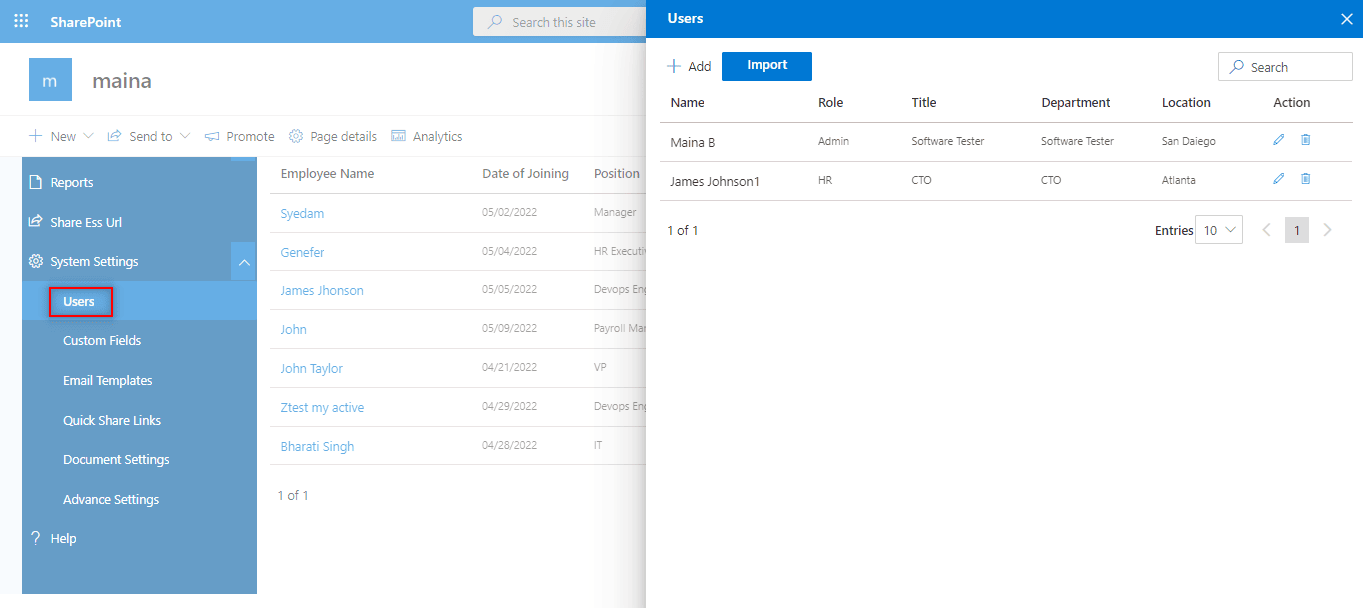 SharePoint
Search this site
m
maina
New
Send to
Promote
Page details
Analytics
Reports
Share Ess Url
System Settings
Users
Custom Fields
Email Templates
Quick Share Links
Document Settings
Advance Settings
? Help
Employee Name Date of Joining Position
Syedam 05/02/2022 Manager
Genefer 05/04/2022 HR Executi
James Jhonson 05/05/2022 Devops Eng
John 05/09/2022 Payroll Ma
John Taylor 04/21/2022 VP
Ztest my active 04/29/2022 Devops Eng
Bharati Singh 04/28/2022 IT
1 of 1
Users
Add
Import
Search
Name Role Title Department Location Action
Maina B Admin Software Tester Software Tester San Daiego
James Johnson1 HR CTO CTO Atlanta
1 of 1
Entries 10
1